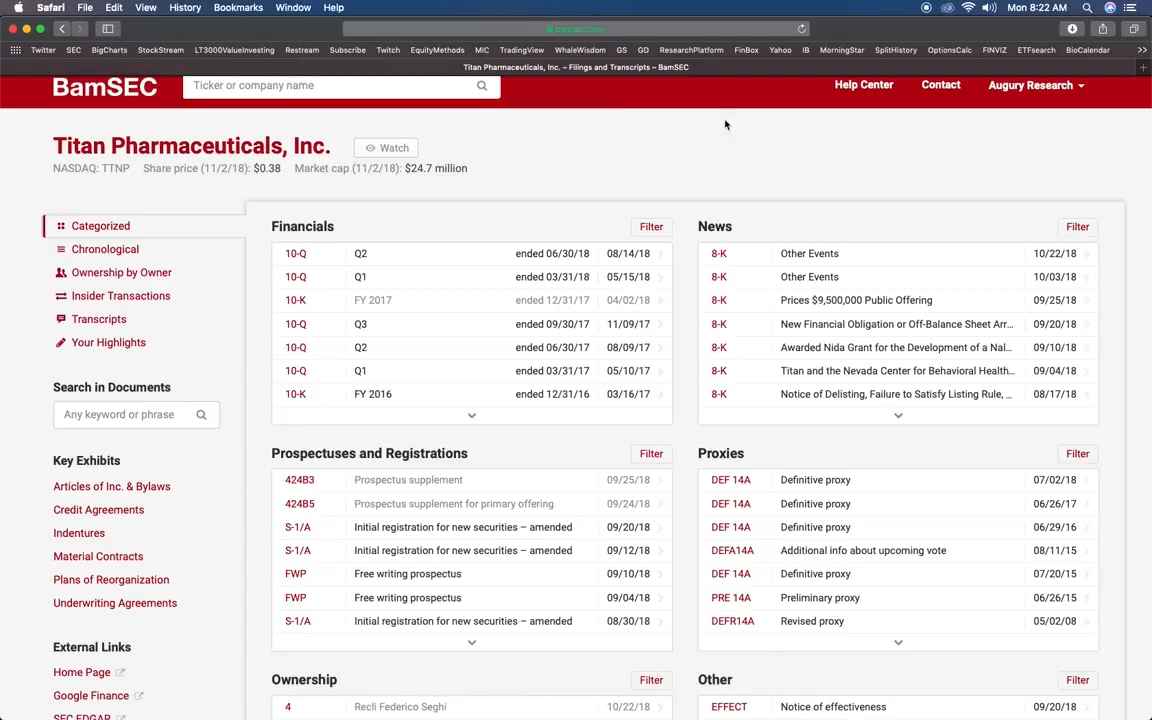 Safari File Edit View History Bookmarks Window Help Mon 8:22 AM
Twitter SEC BigCharts StockStream LT3000ValueInvesting Restream Subscribe Twitch EquityMethods MIC TradingView WhaleWisdom GS GD ResearchPlatform FinBox Yahoo IB MorningStar SplitHistory OptionsCalc FINVIZ ETFsearch BioCalendar
Titan Pharmaceuticals, Inc. – Filings and Transcripts – BamSEC
BamSEC Ticker or company name Help Center Contact Augury Research
Titan Pharmaceuticals, Inc. Watch
NASDAQ: TTNP Share price (11/2/18): $0.38 Market cap (11/2/18): $24.7 million
Categorized
Chronological
Ownership by Owner
Insider Transactions
Transcripts
Your Highlights
Search in Documents
Any keyword or phrase
Key Exhibits
Articles of Inc. & Bylaws
Credit Agreements
Indentures
Material Contracts
Plans of Reorganization
Underwriting Agreements
External Links
Home Page
Google Finance
SEC EDGAR
Financials Filter
10-Q Q2 ended 06/30/18 08/14/18
10-Q Q1 ended 03/31/18 05/15/18
10-K FY 2017 ended 12/31/17 04/02/18
10-Q Q3 ended 09/30/17 11/09/17
10-Q Q2 ended 06/30/17 08/09/17
10-Q Q1 ended 03/31/17 05/10/17
10-K FY 2016 ended 12/31/16 03/16/17
News Filter
8-K Other Events 10/22/18
8-K Other Events 10/03/18
8-K Prices $9,500,000 Public Offering 09/25/18
8-K New Financial Obligation or Off-Balance Sheet Arr... 09/20/18
8-K Awarded Nida Grant for the Development of a Nal... 09/10/18
8-K Titan and the Nevada Center for Behavioral Health... 09/04/18
8-K Notice of Delisting, Failure to Satisfy Listing Rule, ... 08/17/18
Prospectuses and Registrations Filter
424B3 Prospectus supplement 09/25/18
424B5 Prospectus supplement for primary offering 09/24/18
S-1/A Initial registration for new securities – amended 09/20/18
S-1/A Initial registration for new securities – amended 09/12/18
FWP Free writing prospectus 09/10/18
FWP Free writing prospectus 09/04/18
S-1/A Initial registration for new securities – amended 08/30/18
Proxies Filter
DEF 14A Definitive proxy 07/02/18
DEF 14A Definitive proxy 06/26/17
DEF 14A Definitive proxy 06/29/16
DEFA14A Additional info about upcoming vote 08/11/15
DEF 14A Definitive proxy 07/20/15
PRE 14A Preliminary proxy 06/26/15
DEFR14A Revised proxy 05/02/08
Ownership Filter
4 Recli Federico Seghi 10/22/18
Other Filter
EFFECT Notice of effectiveness 09/20/18